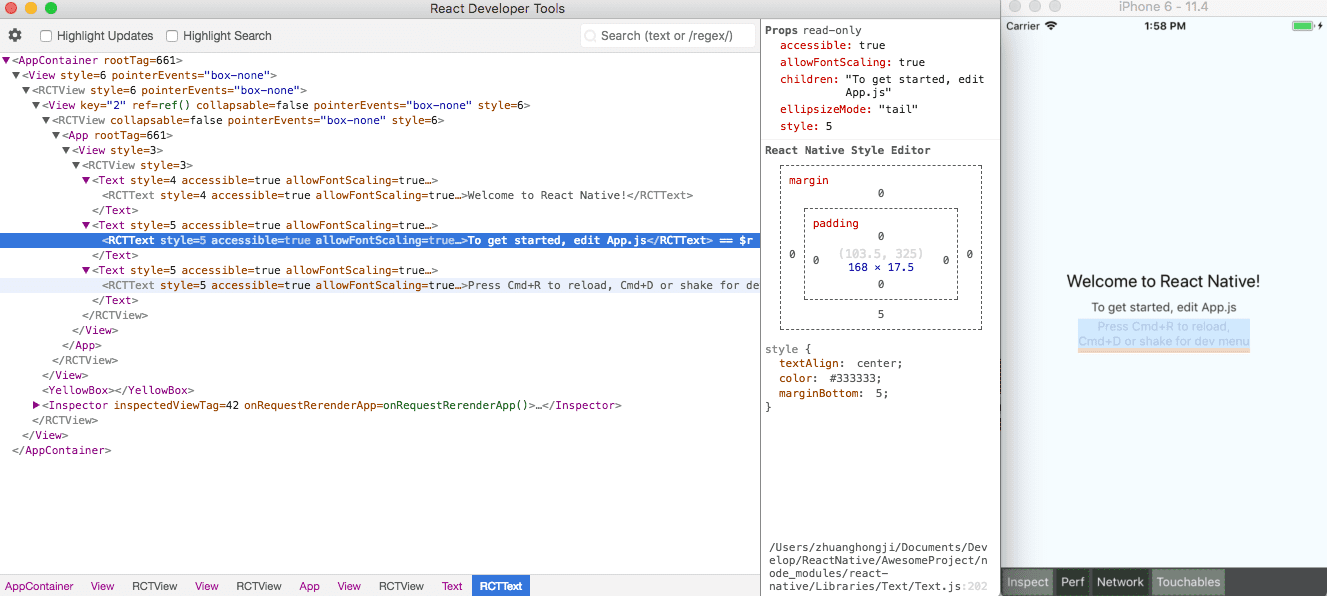 React Developer Tools
Highlight Updates Highlight Search Search (text or /regex/)
<AppContainer rootTag=661>
<View style=6 pointerEvents="box-none">
<RCTView style=6 pointerEvents="box-none">
<View key="2" ref=ref() collapsable=false pointerEvents="box-none" style=6>
<RCTView collapsable=false pointerEvents="box-none" style=6>
<App rootTag=661>
<View style=3>
<RCTView style=3>
<Text style=4 accessible=true allowFontScaling=true…>
<RCTText style=4 accessible=true allowFontScaling=true…>Welcome to React Native!</RCTText>
</Text>
<Text style=5 accessible=true allowFontScaling=true…>
<RCTText style=5 accessible=true allowFontScaling=true…>To get started, edit App.js</RCTText> == $r
</Text>
<Text style=5 accessible=true allowFontScaling=true…>
<RCTText style=5 accessible=true allowFontScaling=true…>Press Cmd+R to reload, Cmd+D or shake for de
</Text>
</RCTView>
</View>
</App>
</RCTView>
</View>
<YellowBox></YellowBox>
<Inspector inspectedViewTag=42 onRequestRerenderApp=onRequestRerenderApp()>…</Inspector>
</RCTView>
</View>
</AppContainer>
AppContainer View RCTView View RCTView App View RCTView Text RCTText
Props read-only
accessible: true
allowFontScaling: true
children: "To get started, edit
App.js"
ellipsizeMode: "tail"
style: 5
React Native Style Editor
margin
0
padding
0
0 0 (103.5, 325) 0 0
168 × 17.5
0
5
style {
textAlign: center;
color: #333333;
marginBottom: 5;
}
/Users/zhuanghongji/Documents/Dev
elop/ReactNative/AwesomeProject/n
ode_modules/react-
native/Libraries/Text/Text.js:202
iPhone 6 - 11.4
Carrier 1:58 PM
Welcome to React Native!
To get started, edit App.js
Press Cmd+R to reload,
Cmd+D or shake for dev menu
Inspect Perf Network Touchables